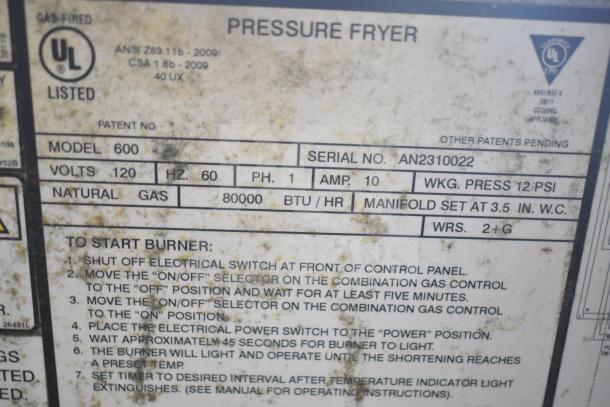 GAS-FIRED
PRESSURE FRYER
UL
LISTED
ANSI Z83.11b - 2009/
CSA 1.8b - 2009
40 UX
CLASSIFIED
UL
PATENT NO.
OTHER PATENTS PENDING
MODEL 600
SERIAL NO. AN2310022
VOLTS 120 HZ. 60 PH. 1 AMP. 10 WKG. PRESS 12 PSI
NATURAL GAS 80000 BTU / HR MANIFOLD SET AT 3.5 IN. W.C.
WRS. 2+G
TO START BURNER:
1. SHUT OFF ELECTRICAL SWITCH AT FRONT OF CONTROL PANEL.
2. MOVE THE "ON/OFF" SELECTOR ON THE COMBINATION GAS CONTROL
TO THE "OFF" POSITION AND WAIT FOR AT LEAST FIVE MINUTES.
3. MOVE THE "ON/OFF" SELECTOR ON THE COMBINATION GAS CONTROL
TO THE "ON" POSITION.
4. PLACE THE ELECTRICAL POWER SWITCH TO THE "POWER" POSITION.
5. WAIT APPROXIMATELY 45 SECONDS FOR BURNER TO LIGHT.
6. THE BURNER WILL LIGHT AND OPERATE UNTIL THE SHORTENING REACHES
A PRESET TEMP.
7. SET TIMER TO DESIRED INTERVAL AFTER TEMPERATURE INDICATOR LIGHT
EXTINGUISHES. (SEE MANUAL FOR OPERATING INSTRUCTIONS).